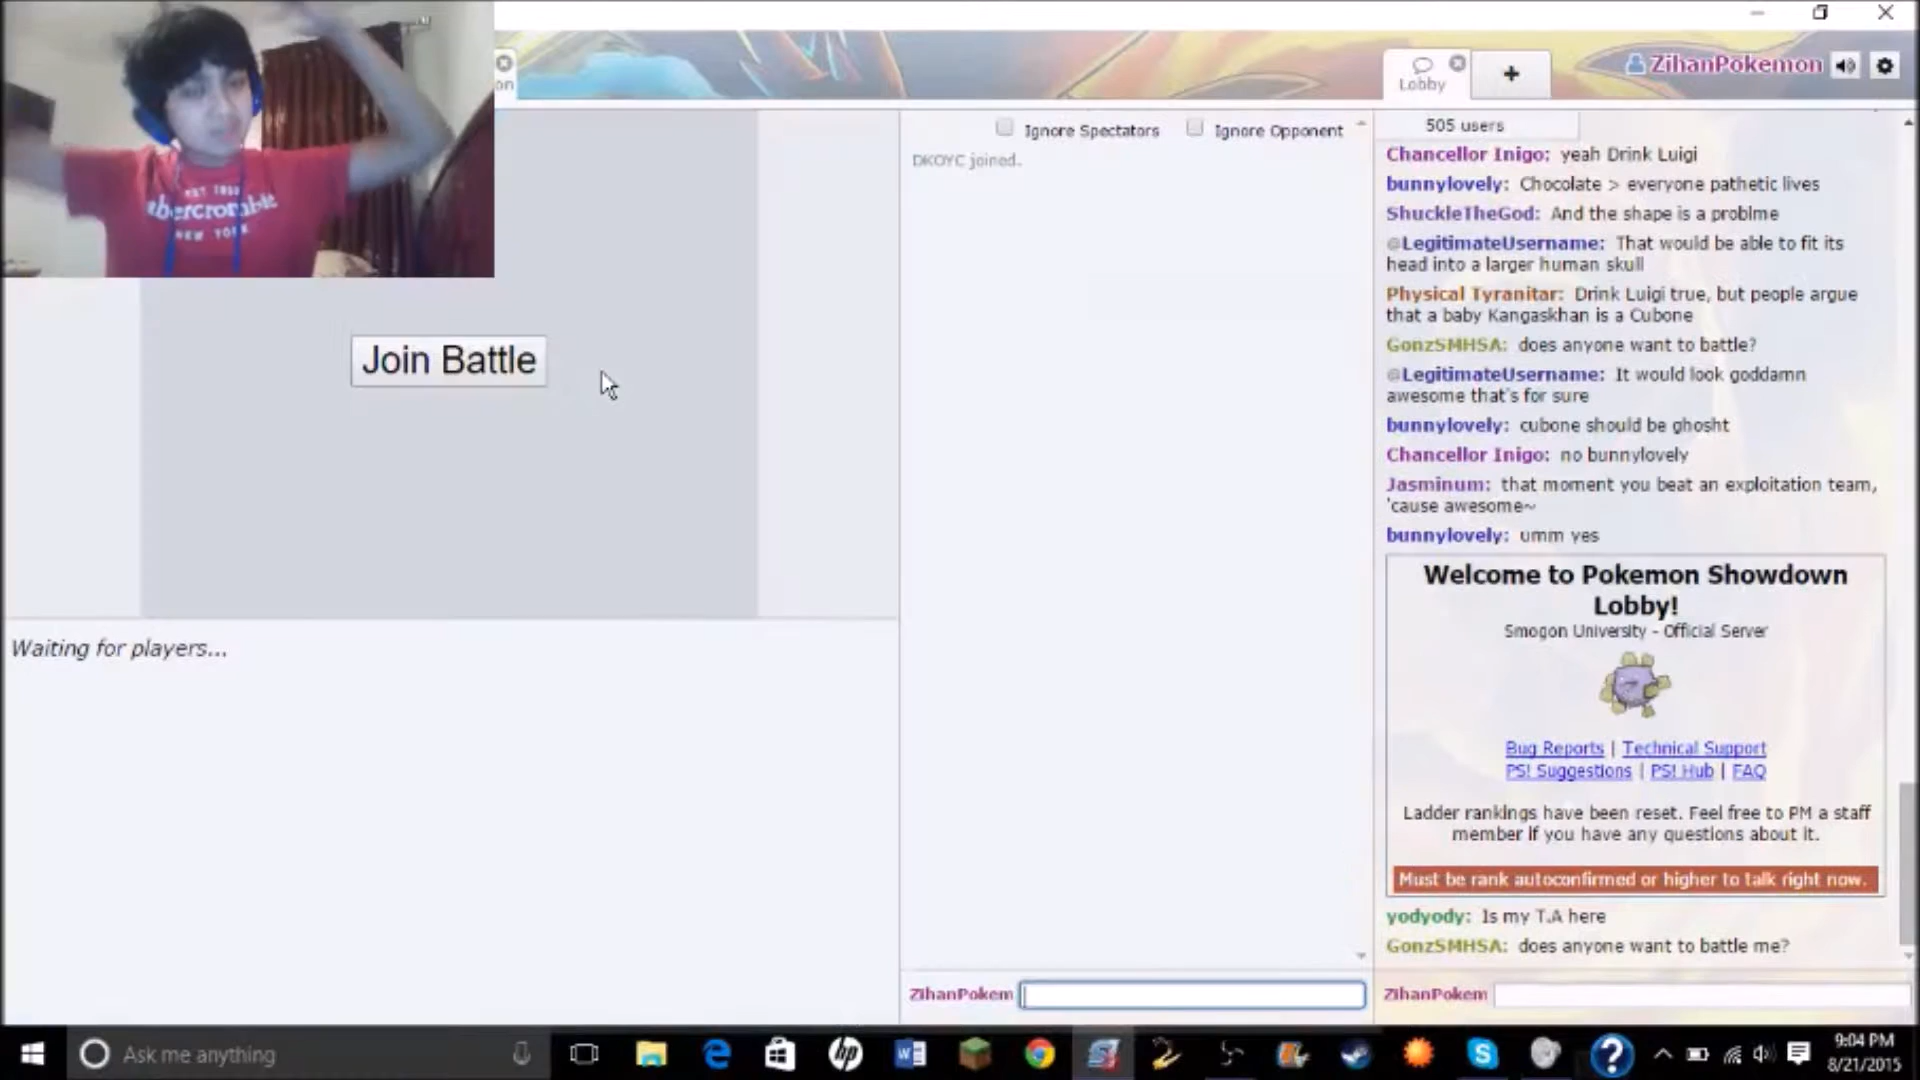 EST 1892
abercrombie
NEW YORK
on
Lobby
+
ZihanPokemon
Join Battle
Waiting for players...
Ignore Spectators
Ignore Opponent
DKOYC joined.
505 users
Chancellor Inigo: yeah Drink Luigi
bunnylovely: Chocolate > everyone pathetic lives
ShuckleTheGod: And the shape is a problme
@LegitimateUsername: That would be able to fit its
head into a larger human skull
Physical Tyranitar: Drink Luigi true, but people argue
that a baby Kangaskhan is a Cubone
GonzSMHSA: does anyone want to battle?
@LegitimateUsername: It would look goddamn
awesome that's for sure
bunnylovely: cubone should be ghosht
Chancellor Inigo: no bunnylovely
Jasminum: that moment you beat an exploitation team,
'cause awesome~
bunnylovely: umm yes
Welcome to Pokemon Showdown
Lobby!
Smogon University - Official Server
Bug Reports | Technical Support
PS! Suggestions | PS! Hub | FAQ
Ladder rankings have been reset. Feel free to PM a staff
member if you have any questions about it.
Must be rank autoconfirmed or higher to talk right now.
yodyody: Is my T.A here
GonzSMHSA: does anyone want to battle me?
ZihanPokem
ZihanPokem
Ask me anything
9:04 PM
8/21/2015